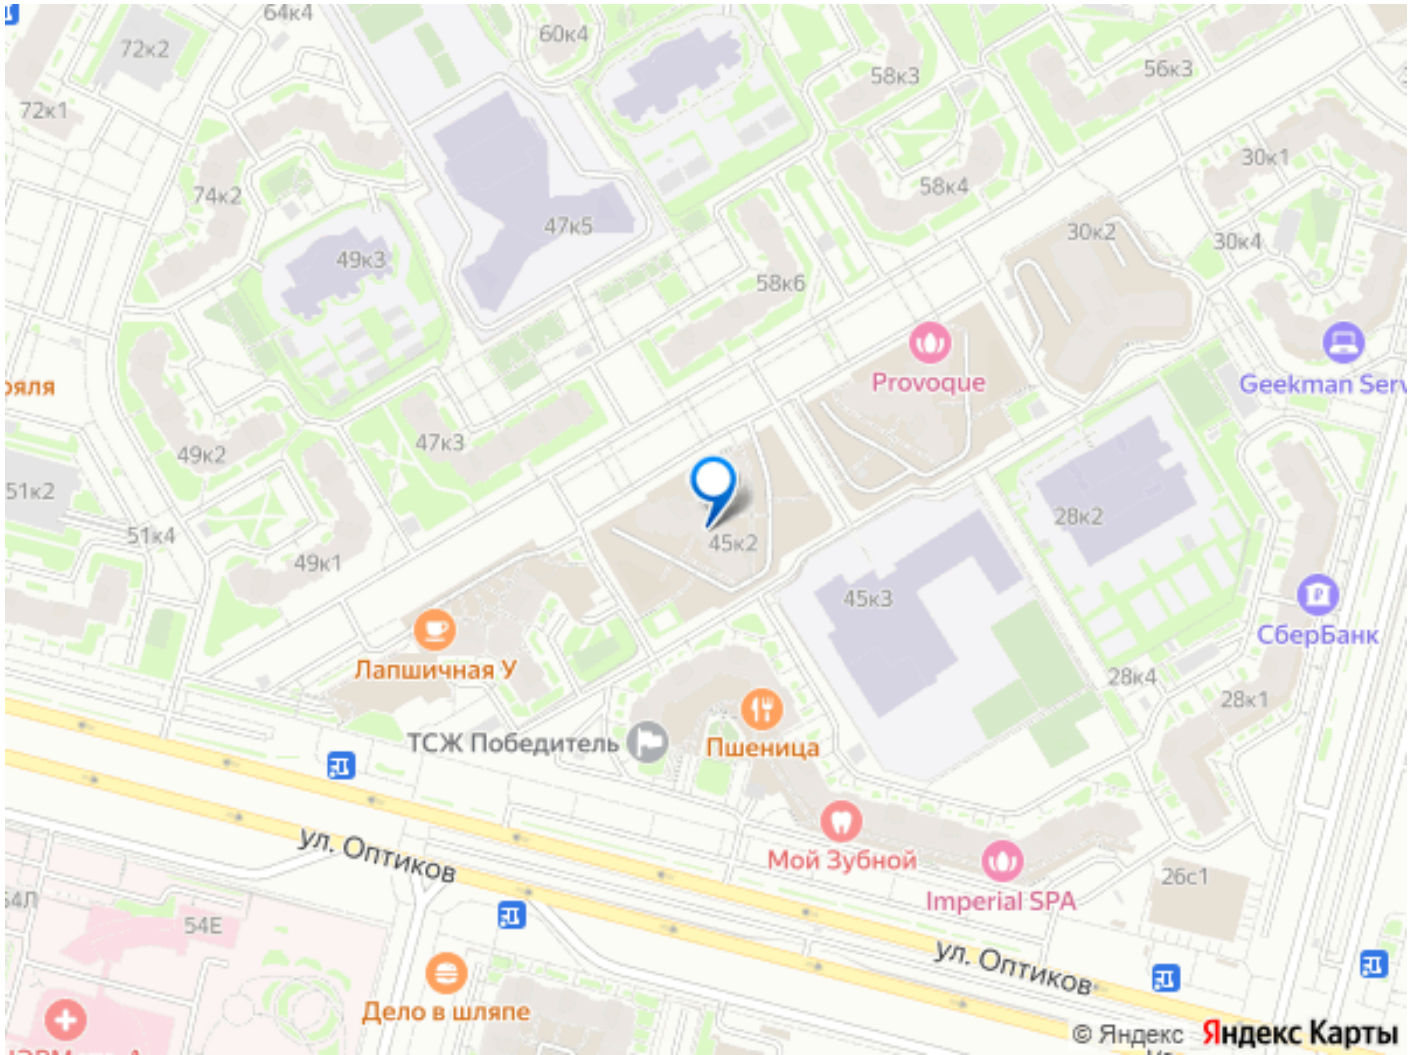 64к4
60к4
72к2
58к3
56к3
72к1
30к1
58к4
74к2
47к5
30к2
30к4
49к3
58к6
Provoque
Geekman Serv
ояля
47к3
49к2
51к2
28к2
51к4
45к2
49к1
45к3
СберБанк
Лапшичная У
28к4
28к1
ТСЖ Победитель
Пшеница
ул. Оптиков
Мой Зубной
26с1
Imperial SPA
54Л
54Е
ул. Оптиков
Дело в шляпе
© Яндекс Яндекс Карты